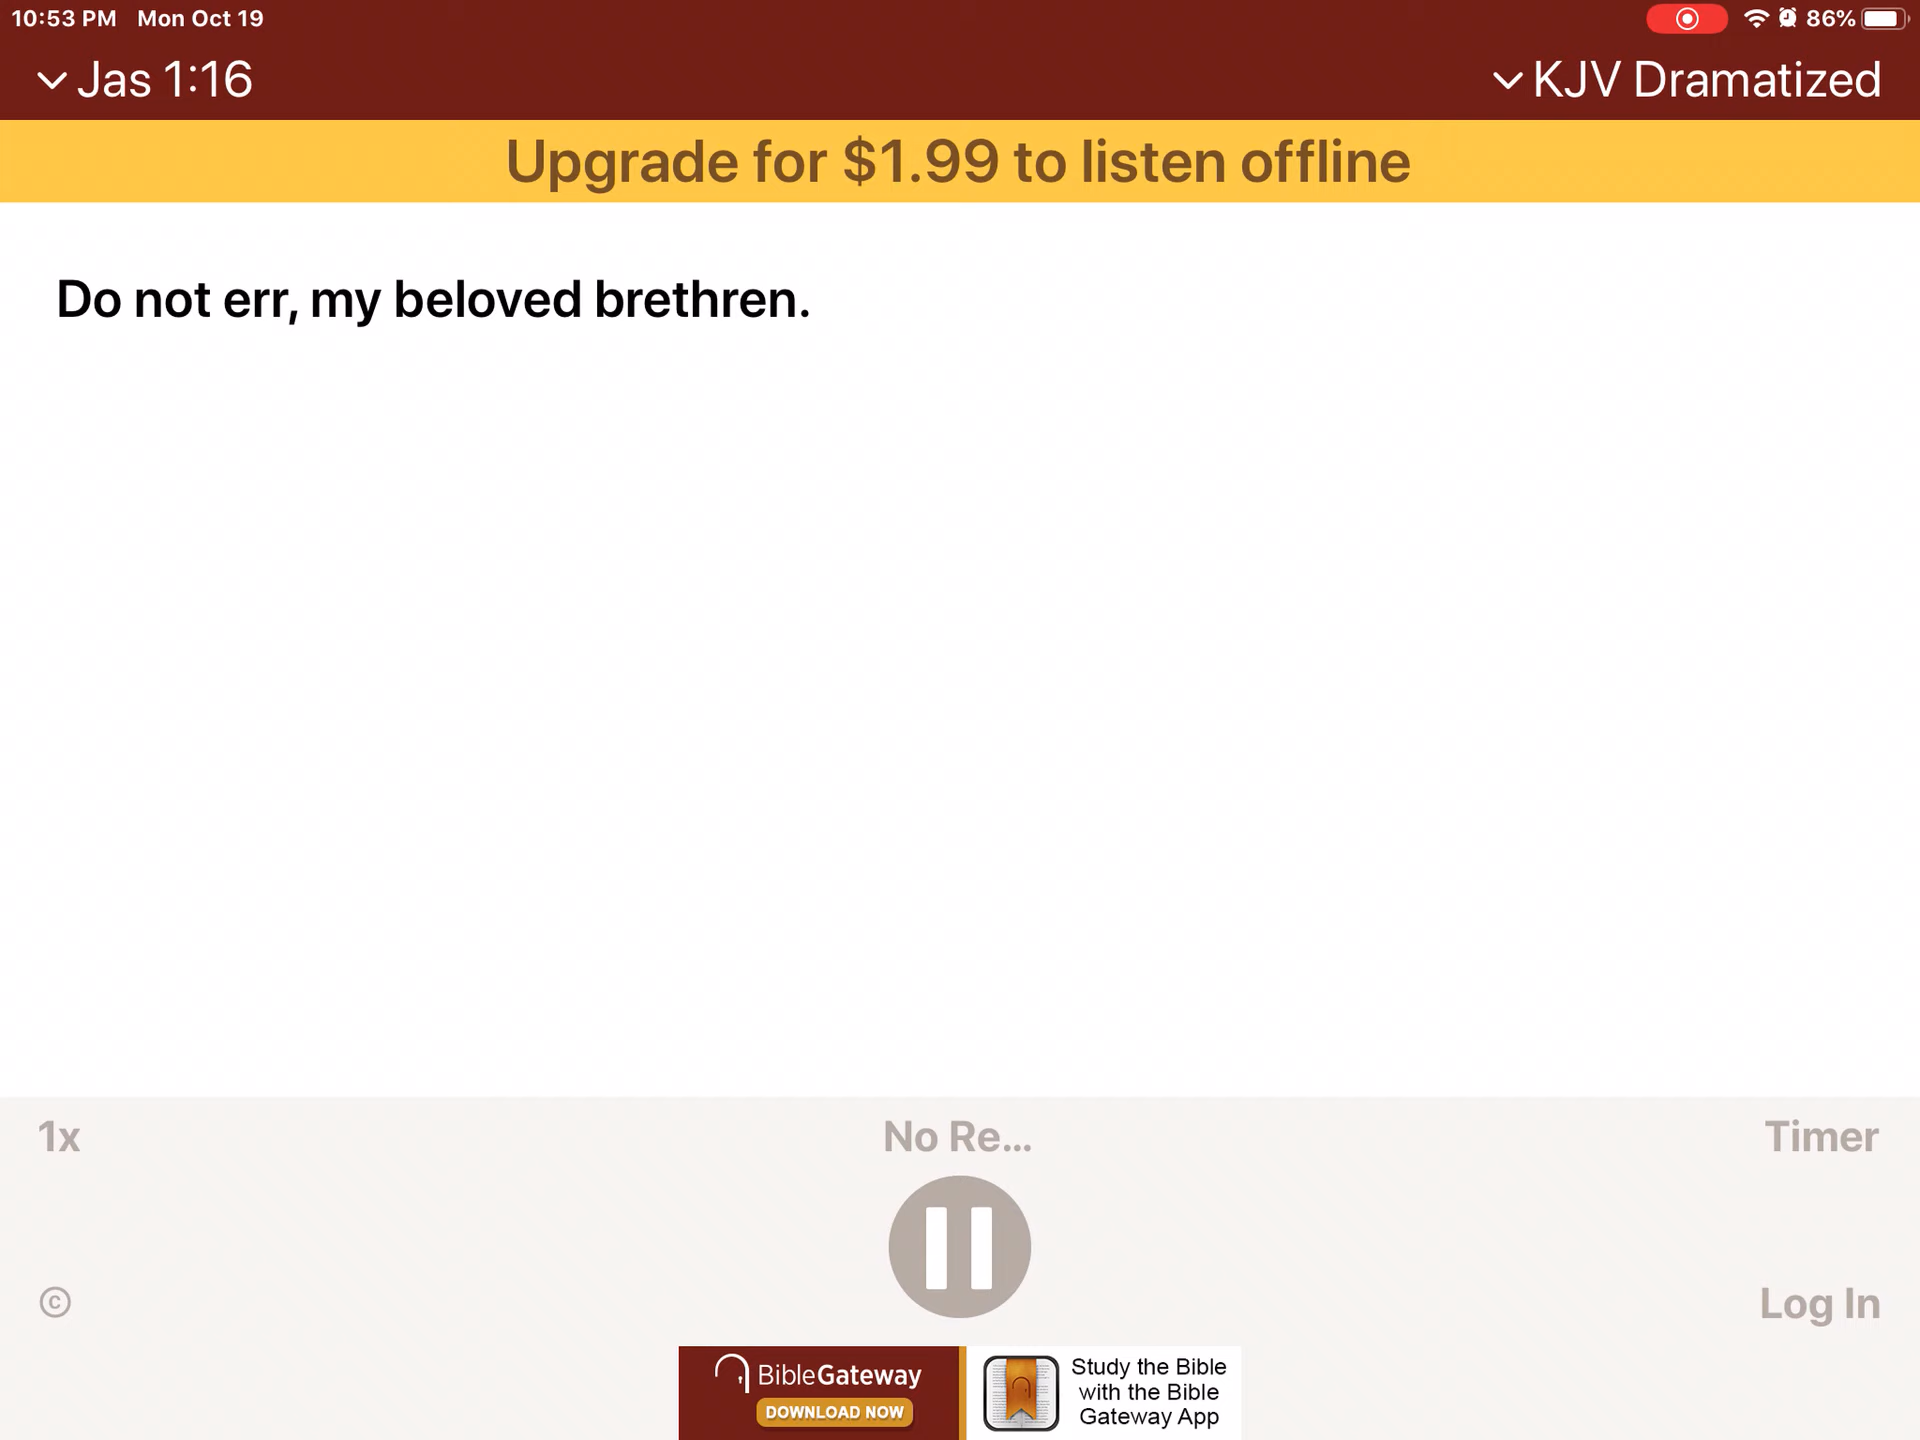 10:53 PM Mon Oct 19
86%
Jas 1:16
KJV Dramatized
Upgrade for $1.99 to listen offline
Do not err, my beloved brethren.
1x
No Re...
Timer
©
Log In
BibleGateway
DOWNLOAD NOW
Study the Bible
with the Bible
Gateway App